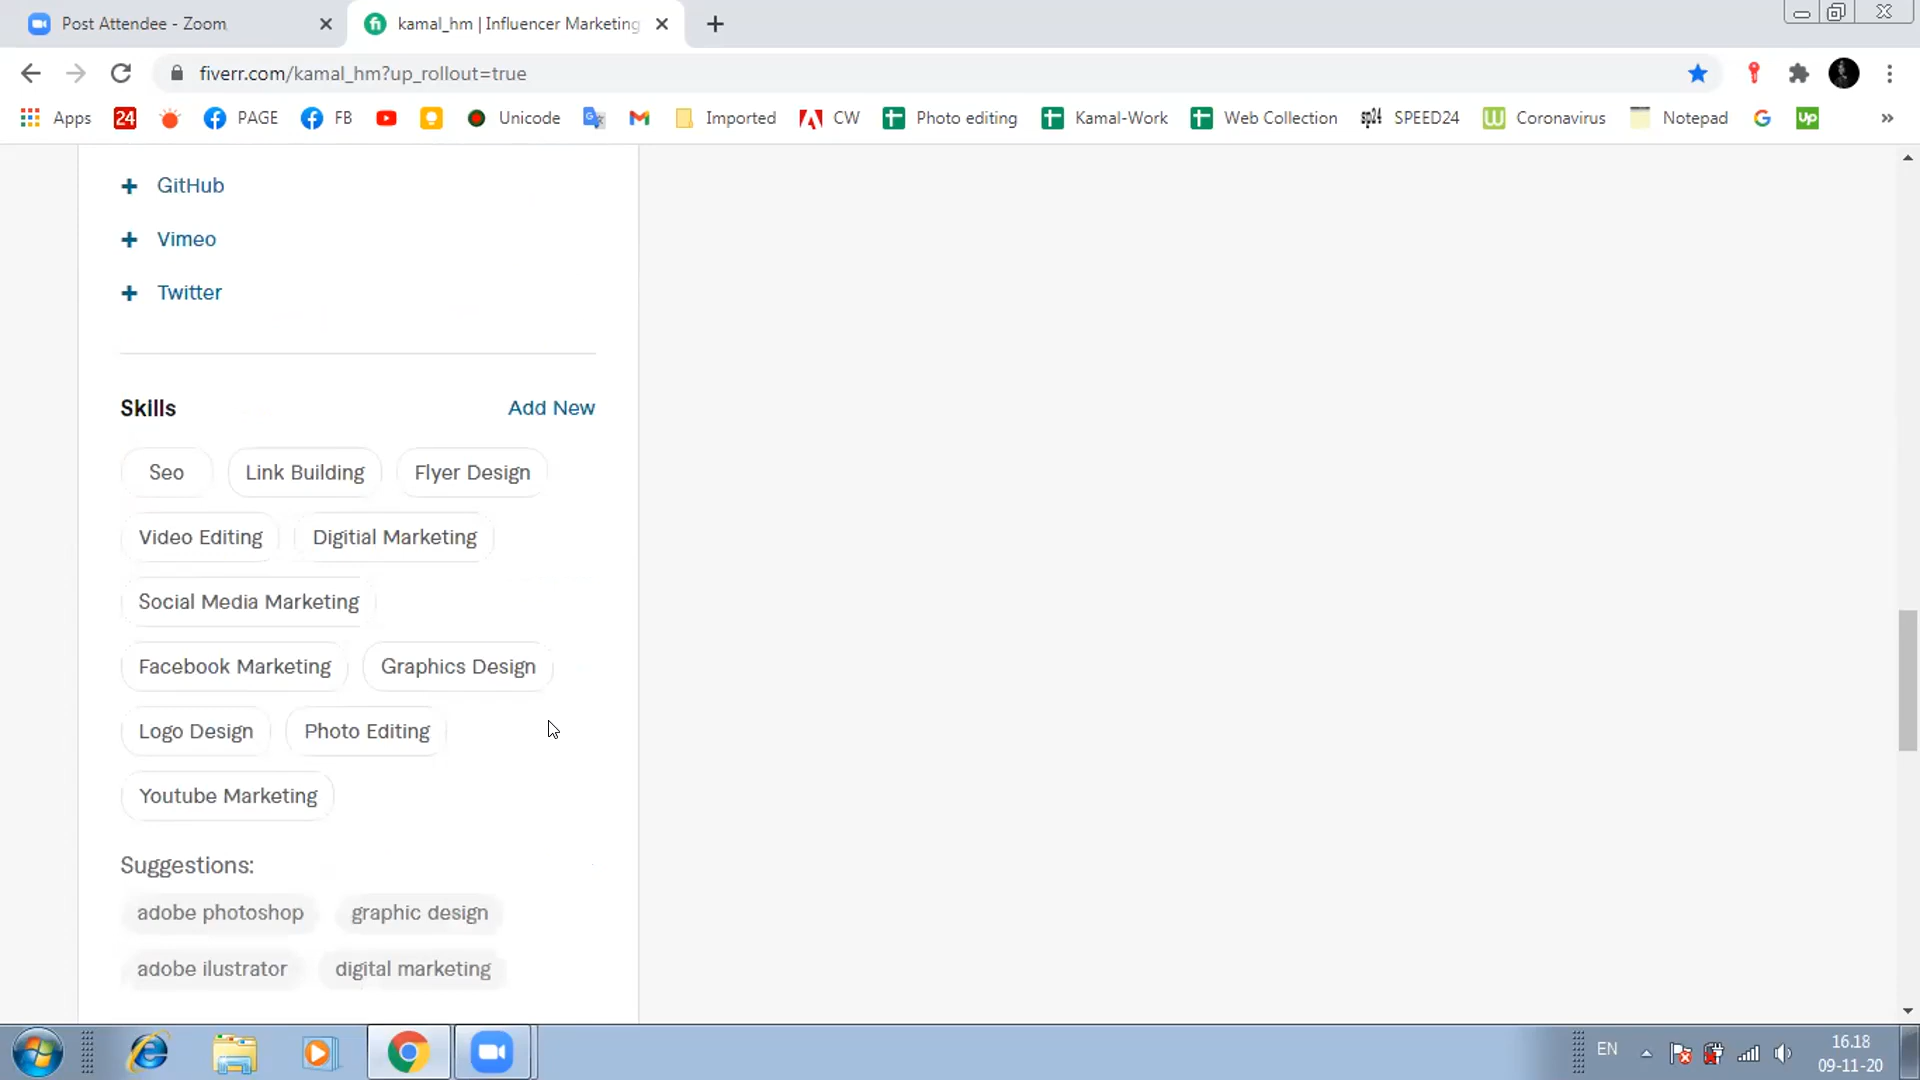 Post Attendee - Zoom
kamal_hm | Influencer Marketing
fiverr.com/kamal_hm?up_rollout=true
Apps 24 PAGE FB Unicode Imported CW Photo editing Kamal-Work Web Collection sp24 SPEED24 Coronavirus Notepad Up »
GitHub
Vimeo
Twitter
Skills Add New
Seo Link Building Flyer Design
Video Editing Digitial Marketing
Social Media Marketing
Facebook Marketing Graphics Design
Logo Design Photo Editing
Youtube Marketing
Suggestions:
adobe photoshop graphic design
adobe ilustrator digital marketing
EN 16.18
09-11-20